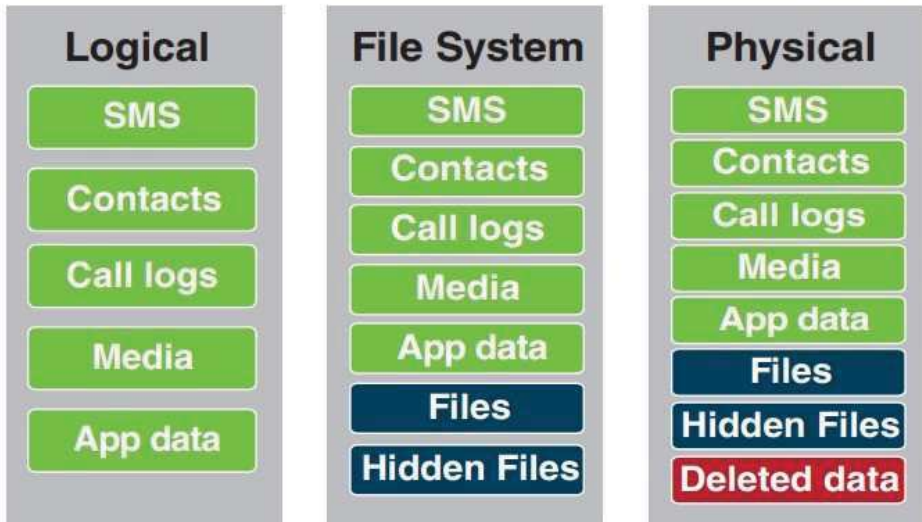 Logical
SMS
Contacts
Call logs
Media
App data
File System
SMS
Contacts
Call logs
Media
App data
Files
Hidden Files
Physical
SMS
Contacts
Call logs
Media
App data
Files
Hidden Files
Deleted data